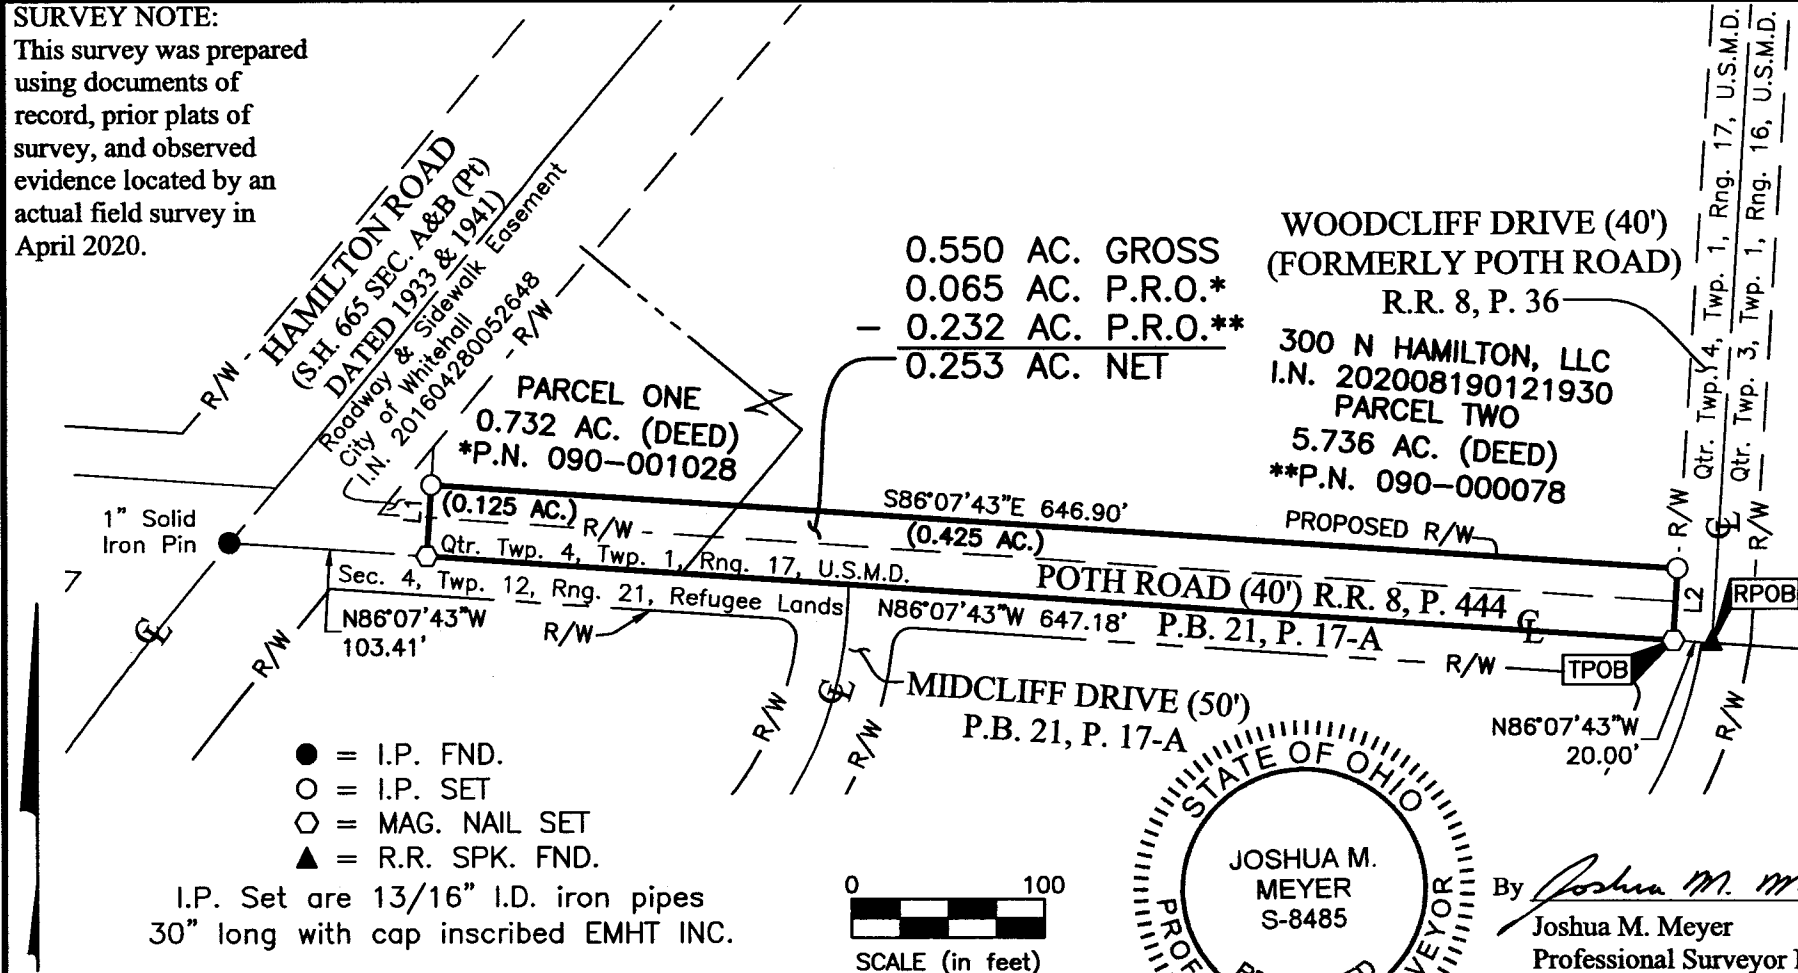 SURVEY NOTE:
This survey was prepared
using documents of
record, prior plats of
survey, and observed
evidence located by an
actual field survey in
April 2020.
R/W
HAMILTON ROAD
(S.H. 665 SEC. A&B (Pt)
DATED 1933 & 1941)
Roadway & Sidewalk Easement
City of Whitehall
I.N. 201604280052648
R/W
PARCEL ONE
0.732 AC. (DEED)
*P.N. 090-001028
0.550 AC. GROSS
0.065 AC. P.R.O.*
- 0.232 AC. P.R.O.**
0.253 AC. NET
WOODCLIFF DRIVE (40')
(FORMERLY POTH ROAD)
R.R. 8, P. 36
300 N HAMILTON, LLC
I.N. 202008190121930
PARCEL TWO
5.736 AC. (DEED)
**P.N. 090-000078
Qtr. Twp. 4, Twp. 1, Rng. 17, U.S.M.D.
Qtr. Twp. 3, Twp. 1, Rng. 16, U.S.M.D.
R/W
CL
R/W
1" Solid
Iron Pin
L1
(0.125 AC.)
R/W
S86°07'43"E 646.90'
(0.425 AC.)
PROPOSED R/W
Qtr. Twp. 4, Twp. 1, Rng. 17, U.S.M.D.
Sec. 4, Twp. 12, Rng. 21, Refugee Lands
POTH ROAD (40') R.R. 8, P. 444
CL
L2
RPOB
N86°07'43"W
103.41'
R/W
N86°07'43"W 647.18'
P.B. 21, P. 17-A
R/W
TPOB
CL
R/W
CL
MIDCLIFF DRIVE (50')
P.B. 21, P. 17-A
R/W
R/W
N86°07'43"W
20.00'
R/W
● = I.P. FND.
○ = I.P. SET
⬡ = MAG. NAIL SET
▲ = R.R. SPK. FND.
I.P. Set are 13/16" I.D. iron pipes
30" long with cap inscribed EMHT INC.
0 100
SCALE (in feet)
STATE OF OHIO
JOSHUA M.
MEYER
S-8485
By Joshua M.
Joshua M. Meyer
Professional Surveyor